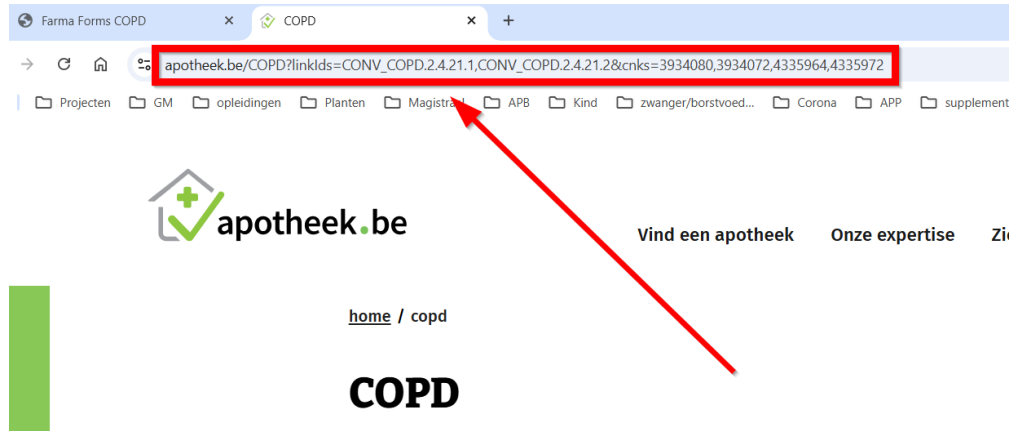 Farma Forms COPD
COPD
apotheek.be/COPD?linkIds=CONV_COPD.2.4.21.1,CONV_COPD.2.4.21.2&cnks=3934080,3934072,4335964,4335972
Projecten GM opleidingen Planten Magistraal APB Kind zwanger/borstvoed... Corona APP supplement
apotheek.be
Vind een apotheek Onze expertise Zi
home / copd
COPD